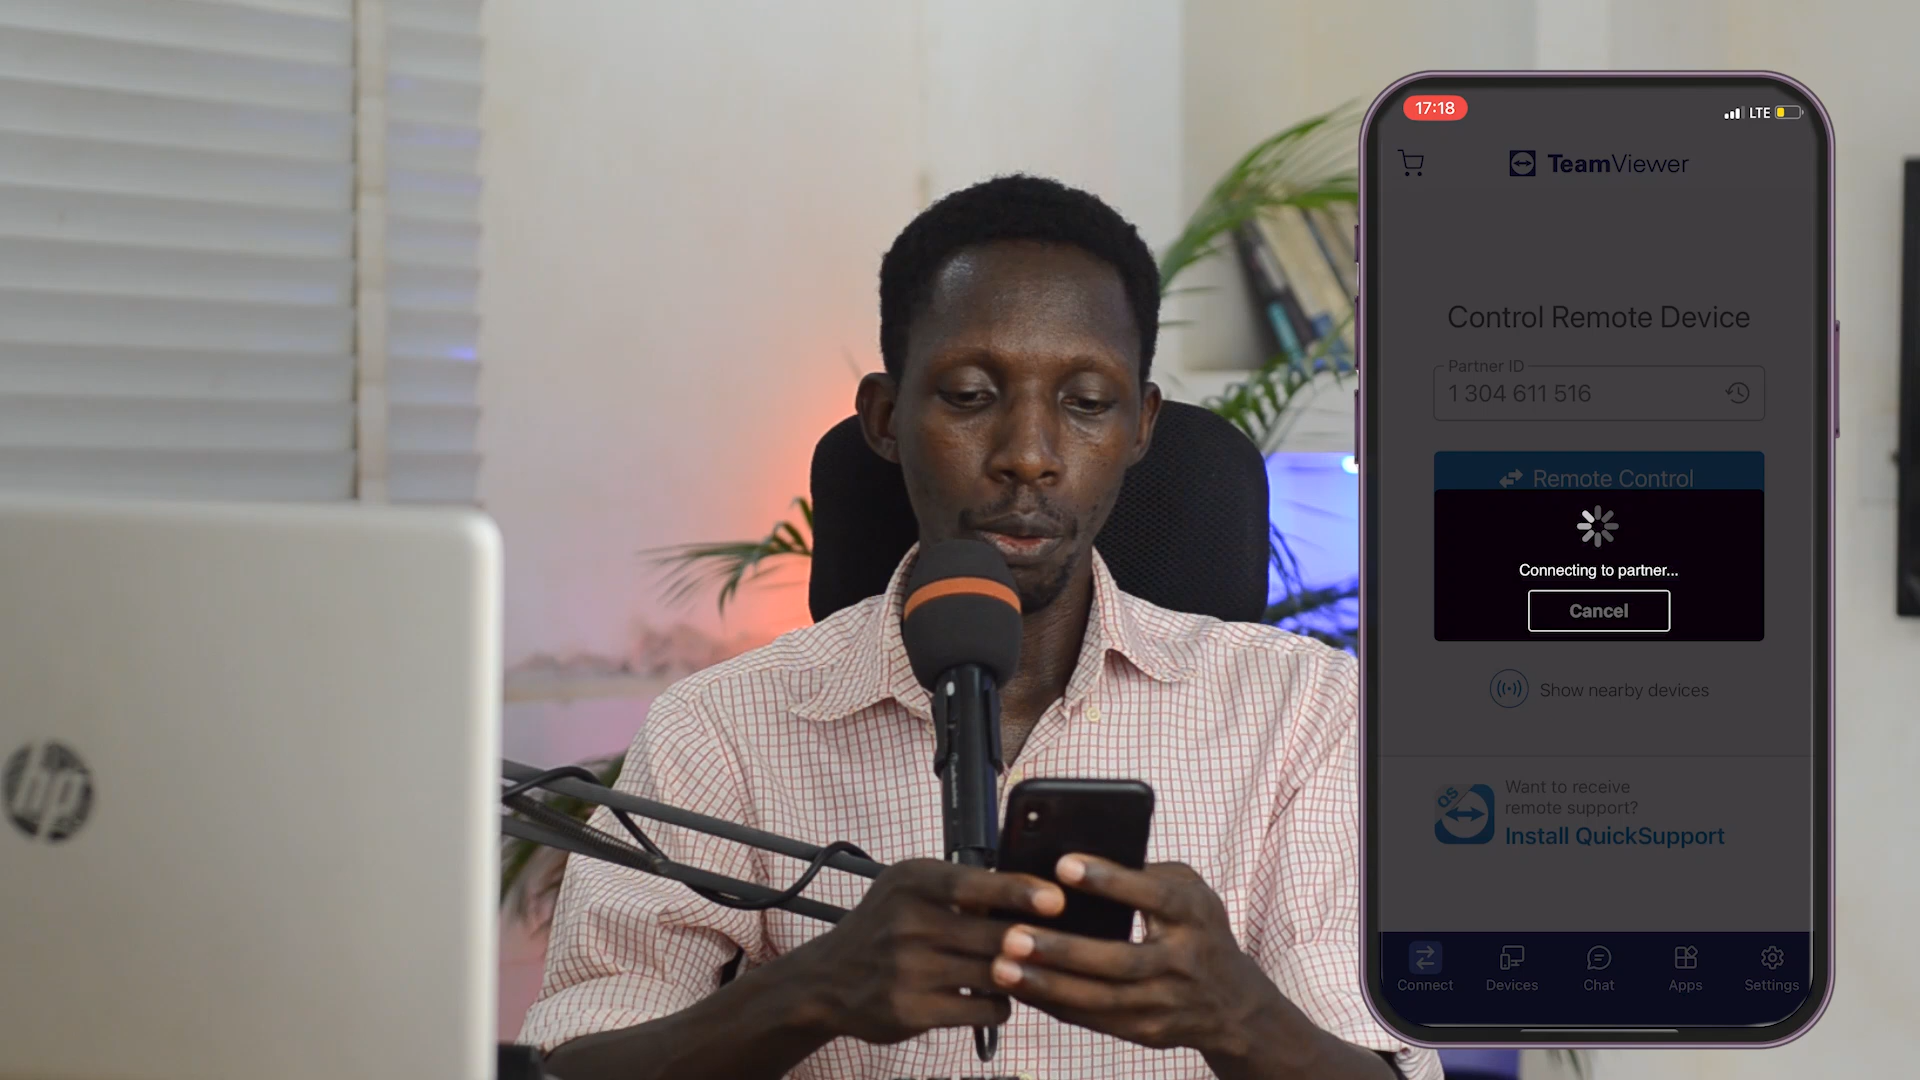 17:18
LTE
TeamViewer
Control Remote Device
Partner ID
1 304 611 516
Remote Control
Connecting to partner...
Cancel
Show nearby devices
QS
Want to receive
remote support?
Install QuickSupport
Connect
Devices
Chat
Apps
Settings
hp